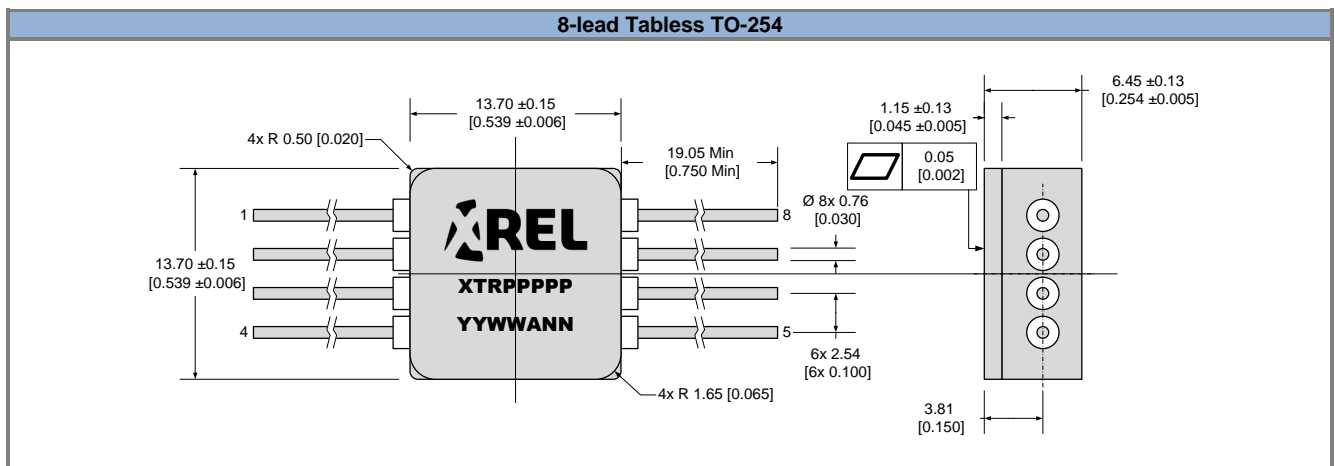 8-lead Tabless TO-254
13.70 ±0.15
[0.539 ±0.006]
4x R 0.50 [0.020]
19.05 Min
[0.750 Min]
6.45 ±0.13
[0.254 ±0.005]
1.15 ±0.13
[0.045 ±0.005]
0.05
[0.002]
Ø 8x 0.76
[0.030]
1
8
XREL
13.70 ±0.15
[0.539 ±0.006]
XTRPPPPP
YYWWANN
4
5
6x 2.54
[6x 0.100]
4x R 1.65 [0.065]
3.81
[0.150]